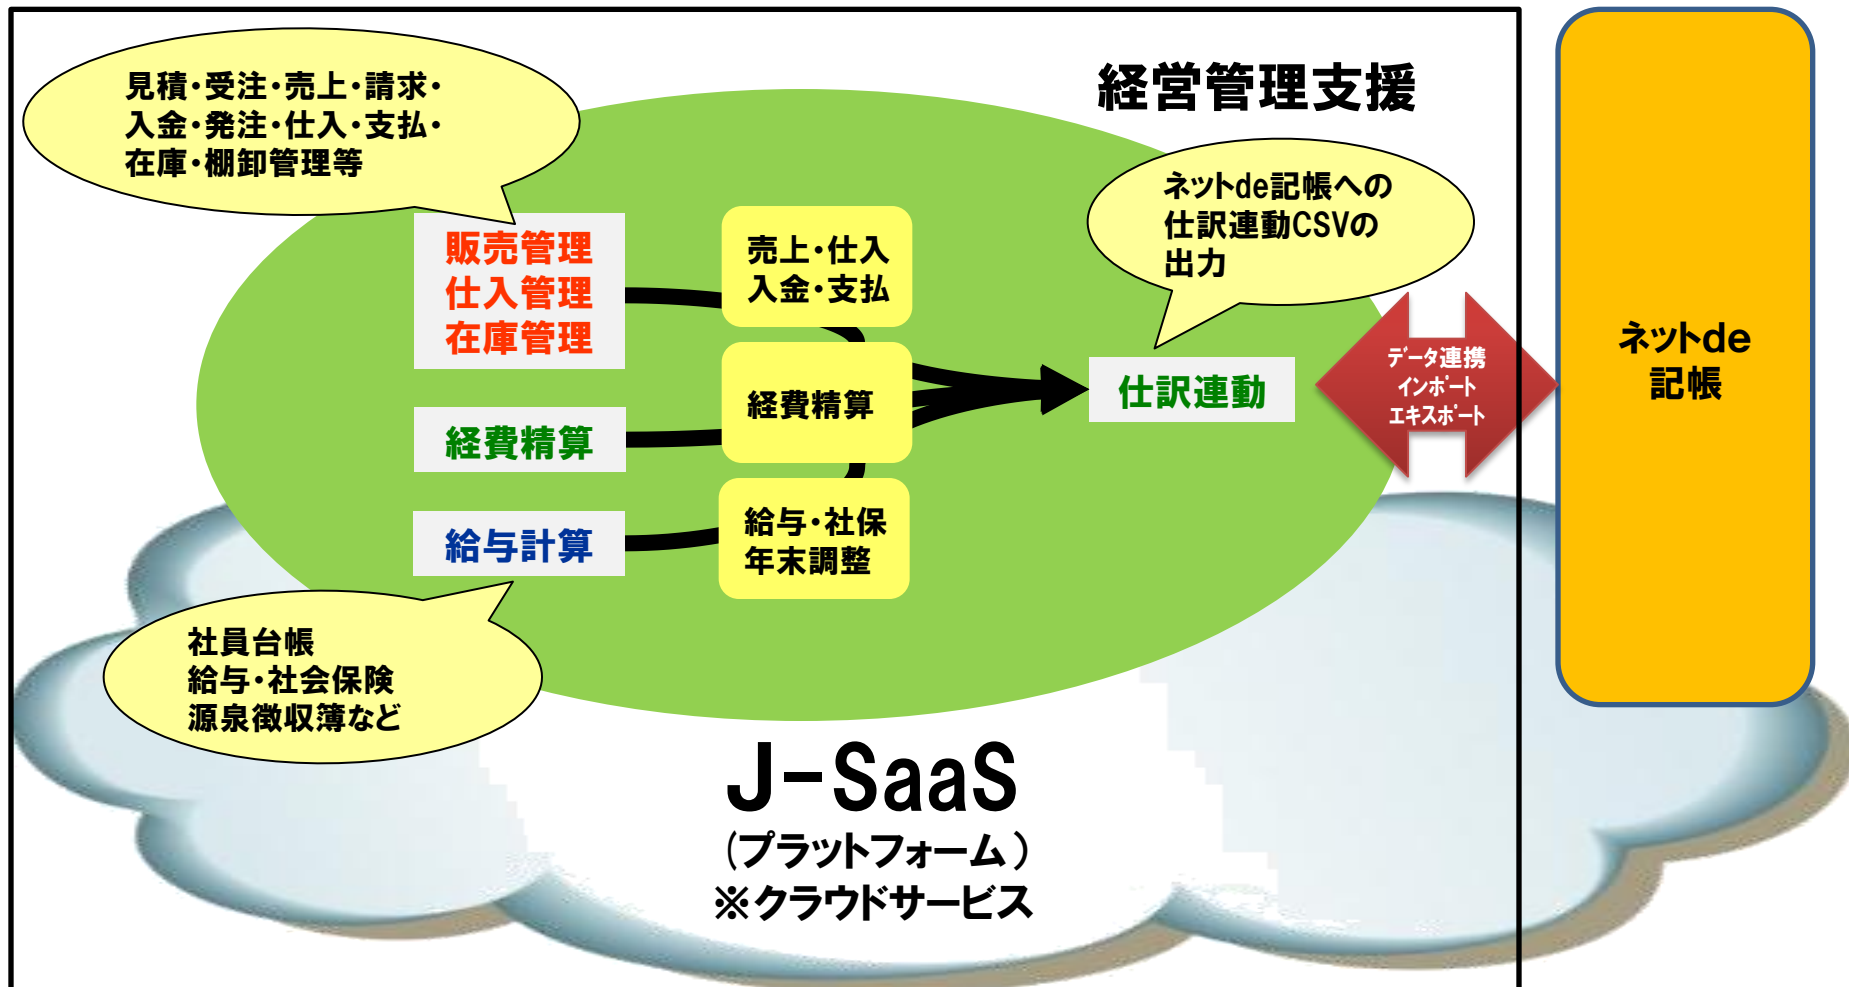 経営管理支援
見積・受注・売上・請求・
入金・発注・仕入・支払・
在庫・棚卸管理等
ネットde記帳への
仕訳連動CSVの
出力
販売管理
仕入管理
在庫管理
売上・仕入
入金・支払
経費精算
経費精算
仕訳連動
データ連携
インポート
エキスポート
ネットde
記帳
給与計算
給与・社保
年末調整
社員台帳
給与・社会保険
源泉徴収簿など
J-SaaS
(プラットフォーム)
※クラウドサービス